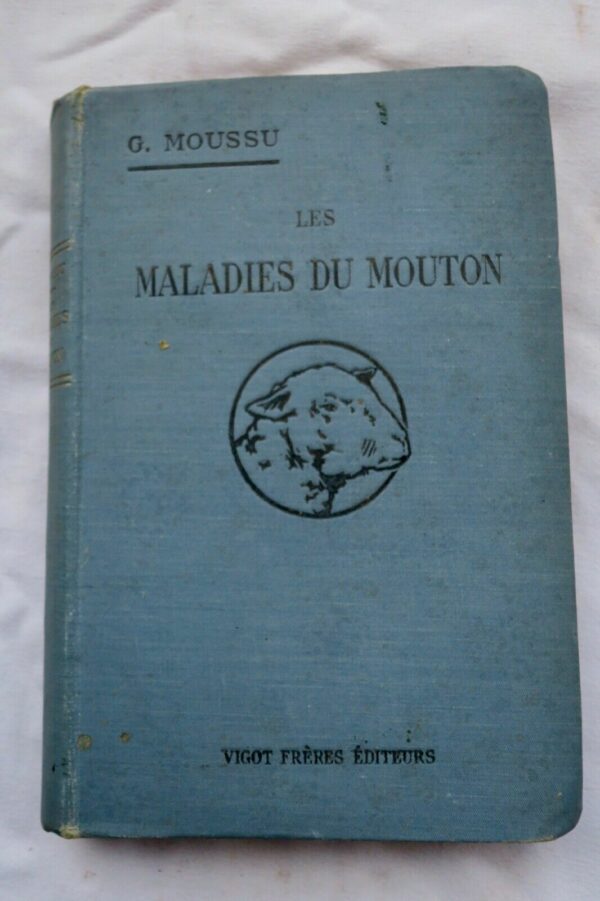 G. MOUSSU
LES
MALADIES DU MOUTON
VIGOT FRÈRES ÉDITEURS